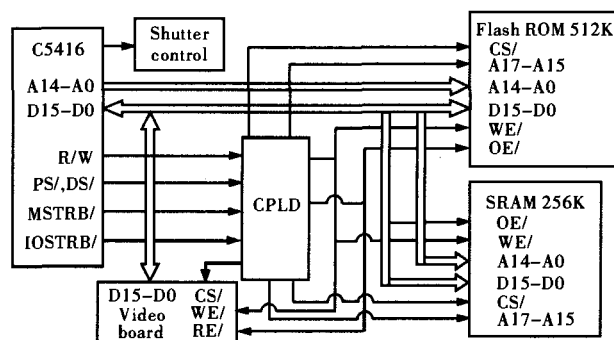 C5416
A14-A0
D15-D0
R/W
PS/,DS/
MSTRB/
IOSTRB/
Shutter
control
CPLD
D15-D0 CS/
Video WE/
board RE/
Flash ROM 512K
CS/
A17-A15
A14-A0
D15-D0
WE/
OE/
SRAM 256K
OE/
WE/
A14-A0
D15-D0
CS/
A17-A15